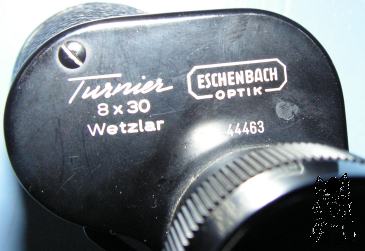 Turnier
8 x 30
Wetzlar
ESCHENBACH
OPTIK
44463